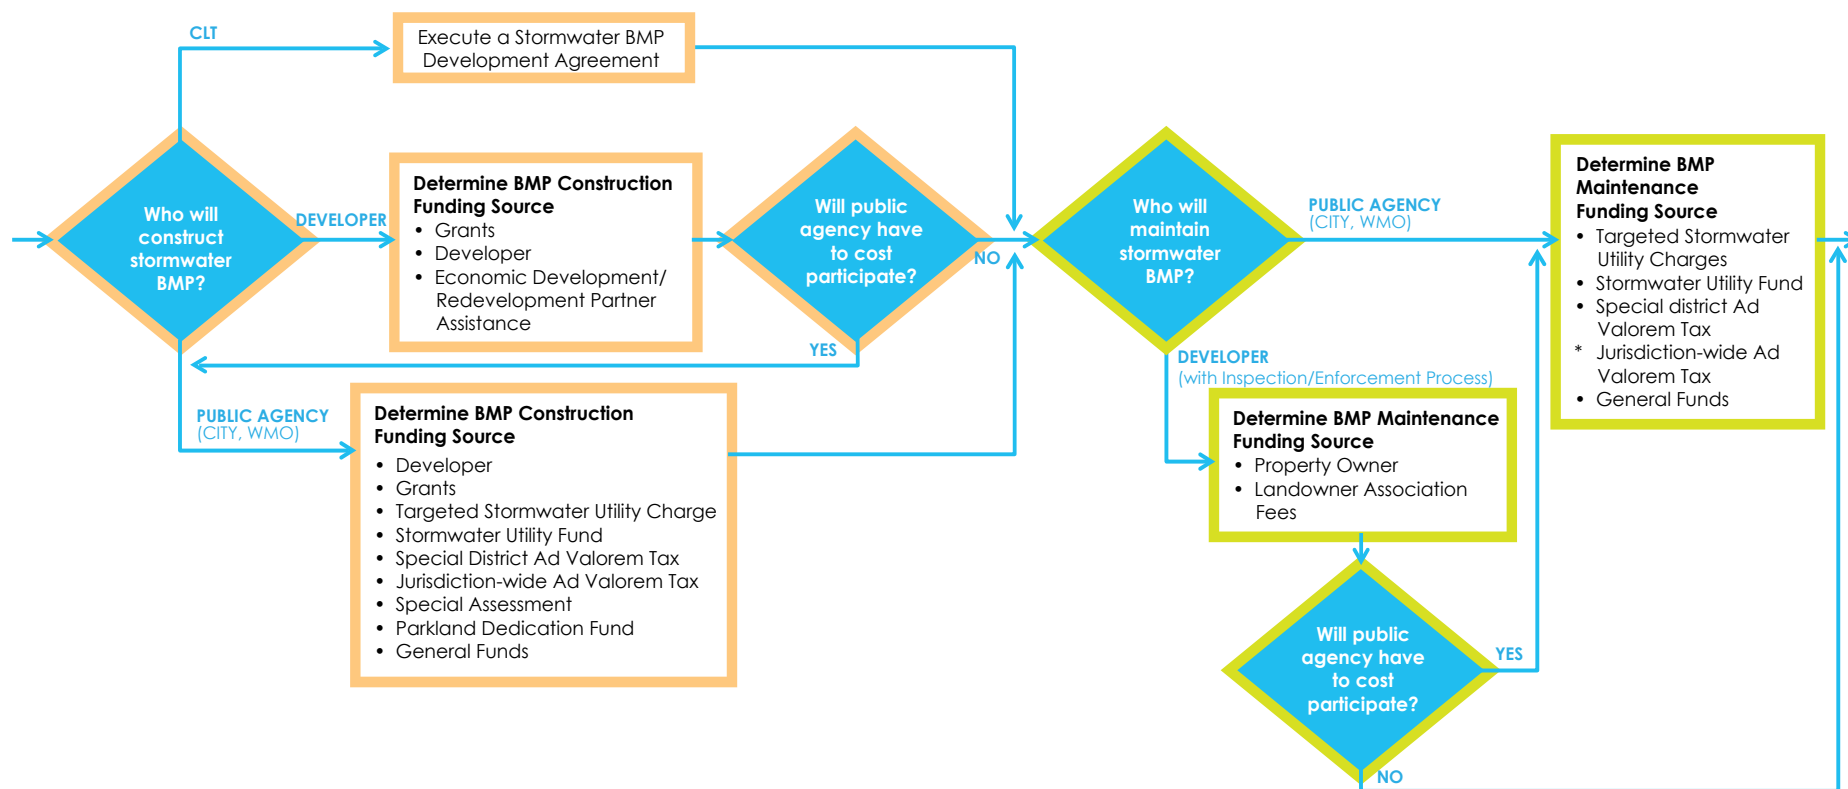 CLT
Execute a Stormwater BMP
Development Agreement
Who will
construct
stormwater
BMP?
DEVELOPER
Determine BMP Construction
Funding Source
• Grants
• Developer
• Economic Development/
Redevelopment Partner
Assistance
Will public
agency have
to cost
participate?
NO
YES
PUBLIC AGENCY
(CITY, WMO)
Determine BMP Construction
Funding Source
• Developer
• Grants
• Targeted Stormwater Utility Charge
• Stormwater Utility Fund
• Special District Ad Valorem Tax
• Jurisdiction-wide Ad Valorem Tax
• Special Assessment
• Parkland Dedication Fund
• General Funds
Who will
maintain
stormwater
BMP?
PUBLIC AGENCY
(CITY, WMO)
DEVELOPER
(with Inspection/Enforcement Process)
Determine BMP Maintenance
Funding Source
• Property Owner
• Landowner Association
Fees
Will public
agency have
to cost
participate?
YES
NO
Determine BMP
Maintenance
Funding Source
• Targeted Stormwater
Utility Charges
• Stormwater Utility Fund
• Special district Ad
Valorem Tax
* Jurisdiction-wide Ad
Valorem Tax
• General Funds